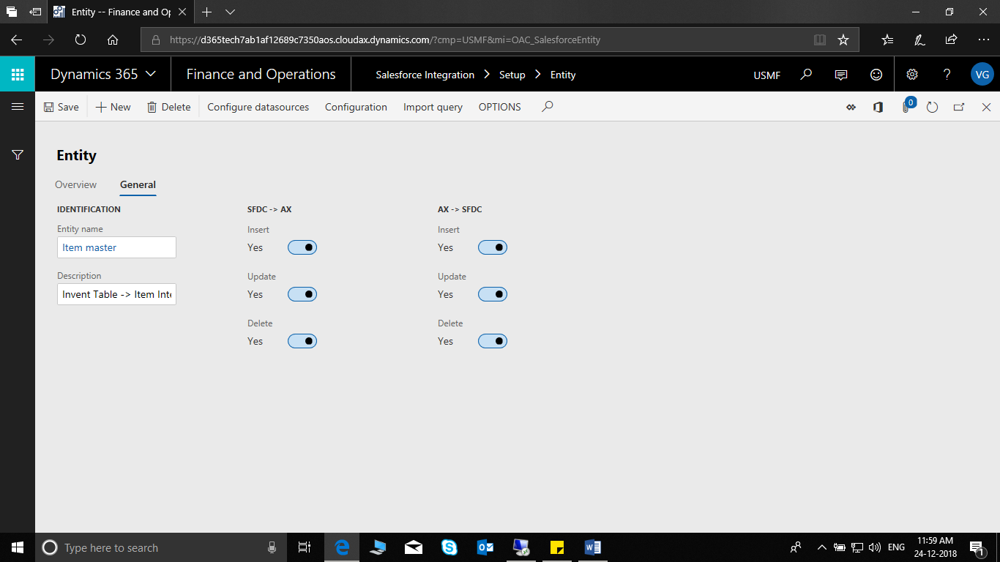 Entity -- Finance and Op
https://d365tech7ab1af12689c7350aos.cloudax.dynamics.com/?cmp=USMF&mi=OAC_SalesforceEntity
Dynamics 365 Finance and Operations Salesforce Integration > Setup > Entity USMF ? VG
Save New Delete Configure datasources Configuration Import query OPTIONS 0
Entity
Overview General
IDENTIFICATION SFDC -> AX AX -> SFDC
Entity name Insert Insert
Item master Yes Yes
Description Update Update
Invent Table -> Item Inte Yes Yes
Delete Delete
Yes Yes
Type here to search ENG 11:59 AM
24-12-2018 1